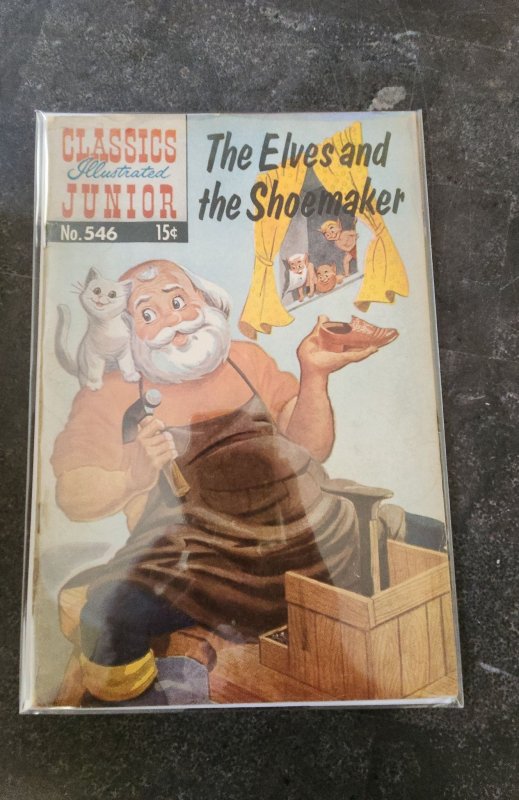 CLASSICS
Illustrated
JUNIOR
No. 546 15¢
The Elves and
the Shoemaker